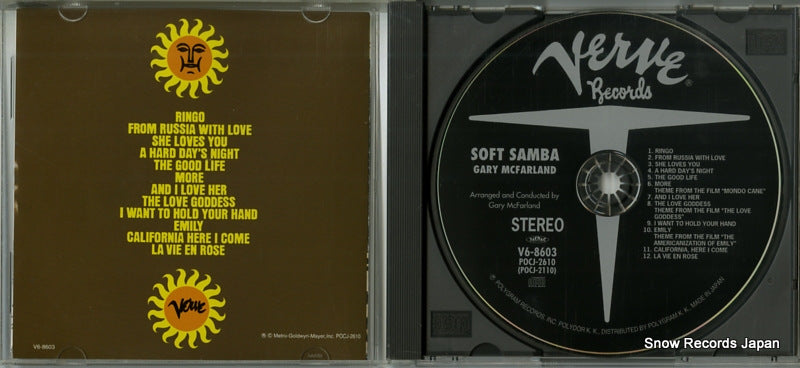 RINGO
FROM RUSSIA WITH LOVE
SHE LOVES YOU
A HARD DAY'S NIGHT
THE GOOD LIFE
MORE
AND I LOVE HER
THE LOVE GODDESS
I WANT TO HOLD YOUR HAND
EMILY
CALIFORNIA HERE I COME
LA VIE EN ROSE
Verve
V6-8603
℗ © Metro-Goldwyn-Mayer, Inc. POCJ-2610
Verve
Records®
SOFT SAMBA
GARY MCFARLAND
Arranged and Conducted by
Gary McFarland
STEREO
V6-8603
POCJ-2610
(POCJ-2110)
1. RINGO
2. FROM RUSSIA WITH LOVE
3. SHE LOVES YOU
4. A HARD DAY'S NIGHT
5. THE GOOD LIFE
6. MORE
THEME FROM THE FILM "MONDO CANE"
7. AND I LOVE HER
8. THE LOVE GODDESS
THEME FROM THE FILM "THE LOVE
GODDESS"
9. I WANT TO HOLD YOUR HAND
10. EMILY
THEME FROM THE FILM "THE
AMERICANIZATION OF EMILY"
11. CALIFORNIA, HERE I COME
12. LA VIE EN ROSE
℗ POLYGRAM RECORDS, INC. POLYDOR K. K., DISTRIBUTED BY POLYGRAM K.K. MADE IN JAPAN
Snow Records Japan